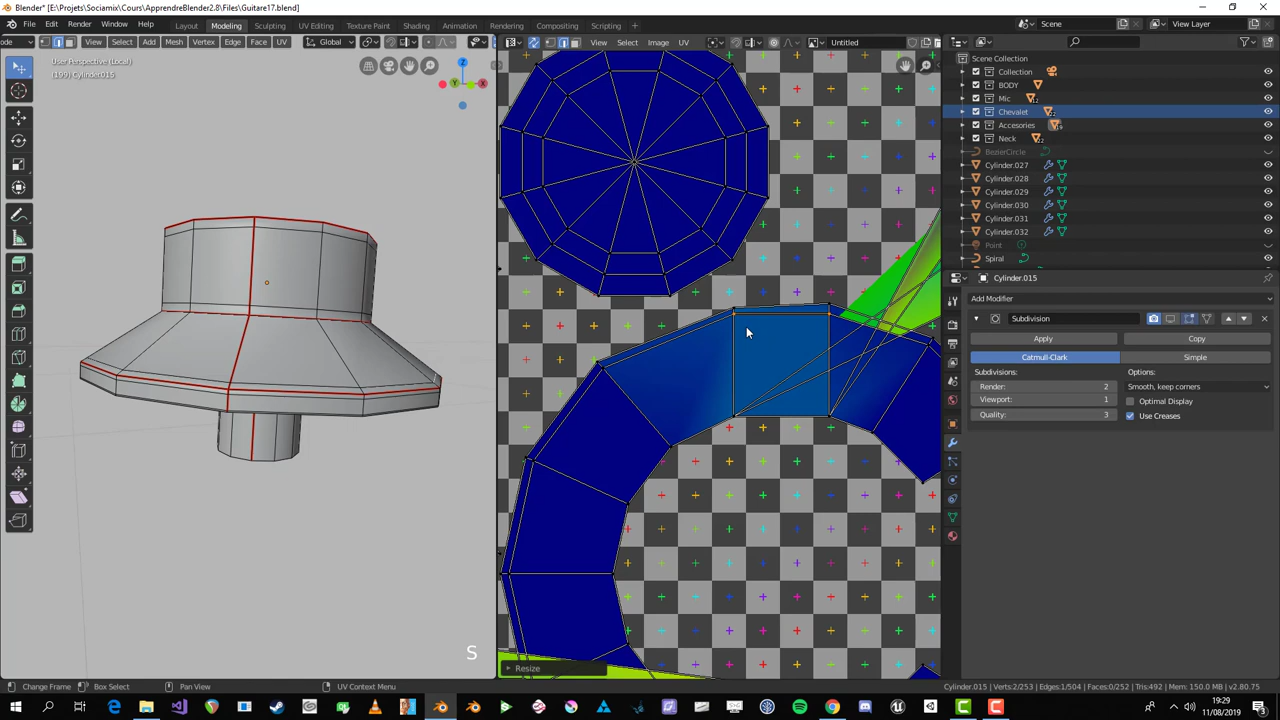 Blender* [E:\Projets\Sociamix\Cours\ApprendreBlender2.8\Files\Guitare17.blend]
File Edit Render Window Help Layout Modeling Sculpting UV Editing Texture Paint Shading Animation Rendering Compositing Scripting + Scene View Layer
View Select Add Mesh Vertex Edge Face UV Global View Select Image UV Untitled
User Perspective (Local)
(199) Cylinder.015
Scene Collection
Collection
BODY
Mic
Chevalet
Accesories
Neck
BezierCircle
Cylinder.027
Cylinder.028
Cylinder.029
Cylinder.030
Cylinder.031
Cylinder.032
Point
Spiral
Cylinder.015
Add Modifier
Subdivision
Apply Copy
Catmull-Clark Simple
Subdivisions: Options:
Render: 2 Smooth, keep corners
Viewport: 1 Optimal Display
Quality: 3 Use Creases
S
Resize
Change Frame Box Select Pan View UV Context Menu Cylinder.015 | Verts:2/253 | Edges:1/504 | Faces:0/252 | Tris:492 | Mem: 150.0 MB | v2.80.75
19:29
11/08/2019